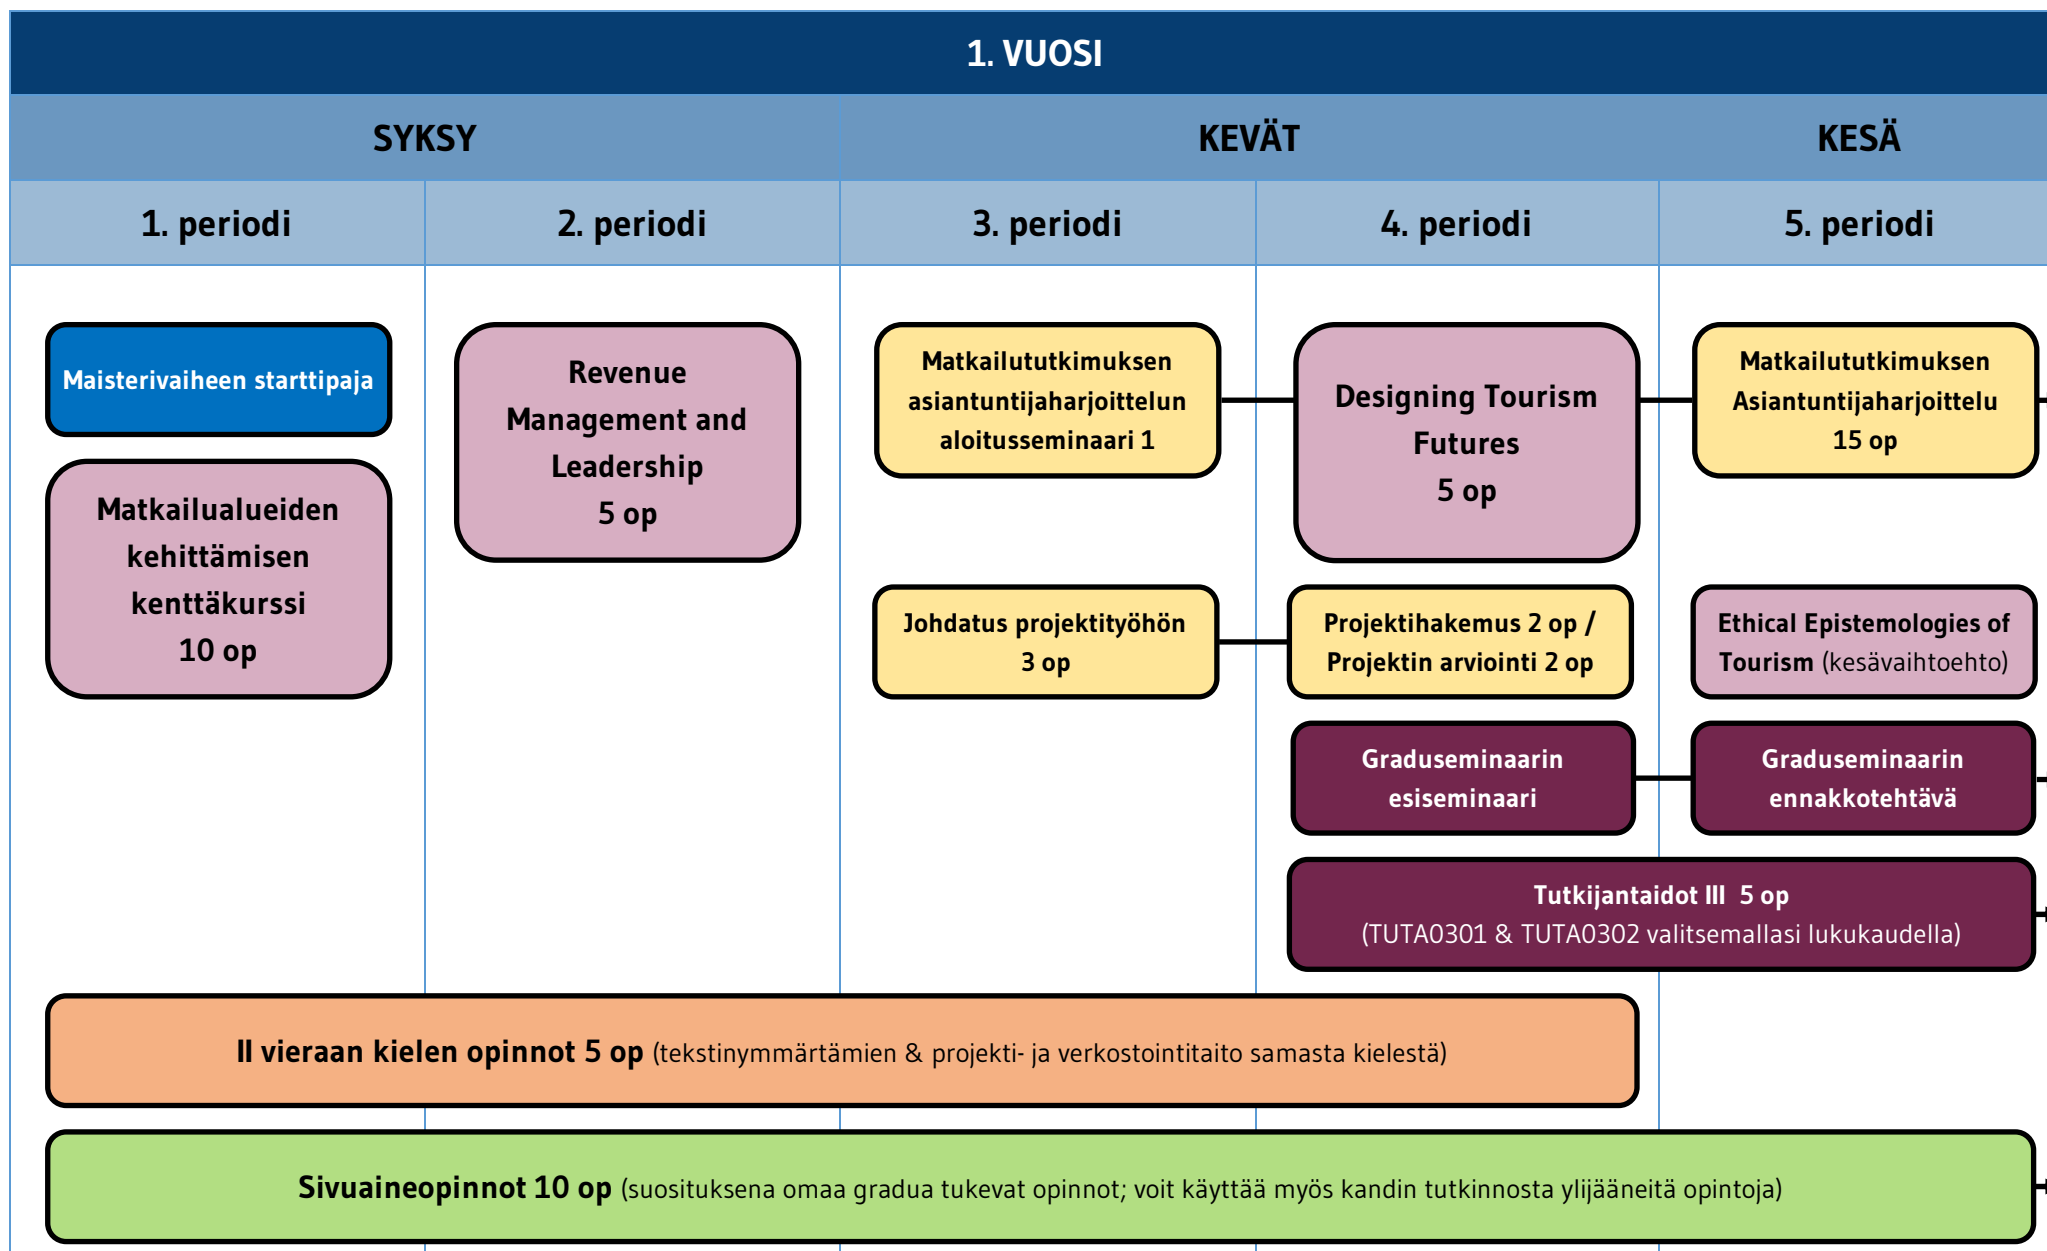 1. VUOSI
SYKSY
KEVÄT
KESÄ
1. periodi
2. periodi
3. periodi
4. periodi
5. periodi
Maisterivaiheen starttipaja
Matkailualueiden
kehittämisen
kenttäkurssi
10 op
Revenue
Management and
Leadership
5 op
Matkailututkimuksen
asiantuntijaharjoittelun
aloitusseminaari 1
Designing Tourism
Futures
5 op
Matkailututkimuksen
Asiantuntijaharjoittelu
15 op
Johdatus projektityöhön
3 op
Projektihakemus 2 op /
Projektin arviointi 2 op
Ethical Epistemologies of
Tourism (kesävaihtoehto)
Graduseminaarin
esiseminaari
Graduseminaarin
ennakkotehtävä
Tutkijantaidot III 5 op
(TUTA0301 & TUTA0302 valitsemallasi lukukaudella)
II vieraan kielen opinnot 5 op (tekstinymmärtämien & projekti- ja verkostointitaito samasta kielestä)
Sivuaineopinnot 10 op (suosituksena omaa gradua tukevat opinnot; voit käyttää myös kandin tutkinnosta ylijääneitä opintoja)